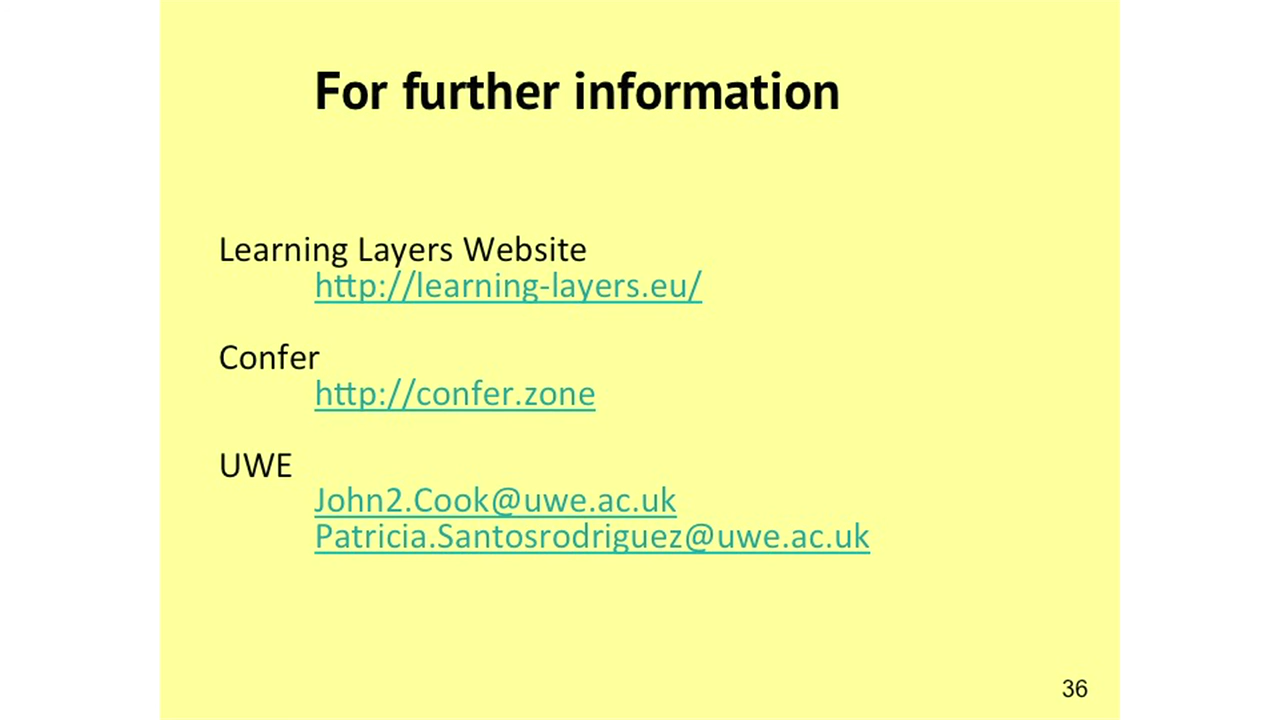 For further information
Learning Layers Website
http://learning-layers.eu/
Confer
http://confer.zone
UWE
John2.Cook@uwe.ac.uk
Patricia.Santosrodriguez@uwe.ac.uk
36